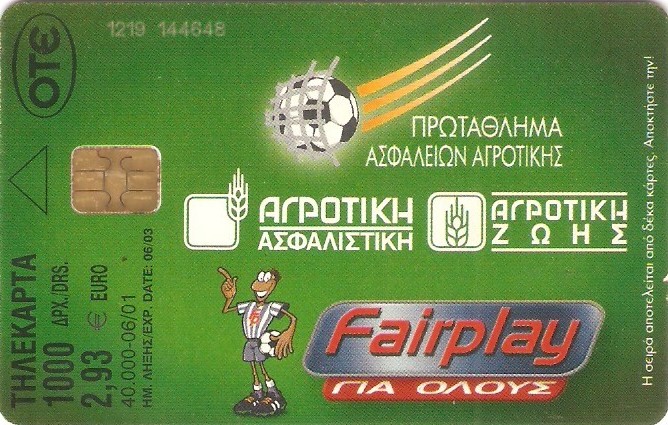 1219 144648
ΟΤΕ
ΠΡΩΤΑΘΛΗΜΑ
ΑΣΦΑΛΕΙΩΝ ΑΓΡΟΤΙΚΗΣ
ΑΓΡΟΤΙΚΗ
ΑΣΦΑΛΙΣΤΙΚΗ
ΑΓΡΟΤΙΚΗ
ΖΩΗΣ
Fairplay
ΓΙΑ ΟΛΟΥΣ
ΤΗΛΕΚΑΡΤΑ
1000 ΔΡΧ./DRS.
2,93 € EURO
40.000-06/01
ΗΜ. ΛΗΞΗΣ/EXP. DATE: 06/03
Η σειρά αποτελείται από δέκα κάρτες. Αποκτήστε την!